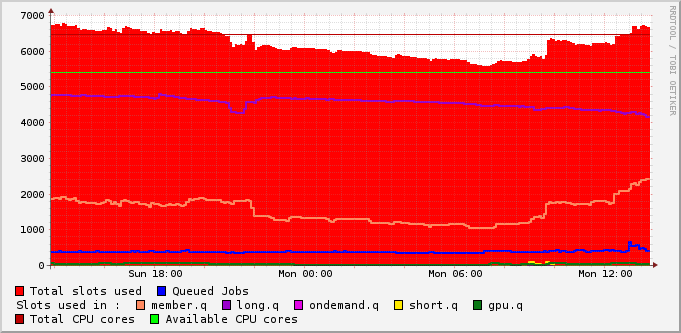 7000
6000
5000
4000
3000
2000
1000
0
Sun 18:00 Mon 00:00 Mon 06:00 Mon 12:00
Total slots used Queued Jobs
Slots used in : member.q long.q ondemand.q short.q gpu.q
Total CPU cores Available CPU cores
RRDTOOL / TOBI OETIKER